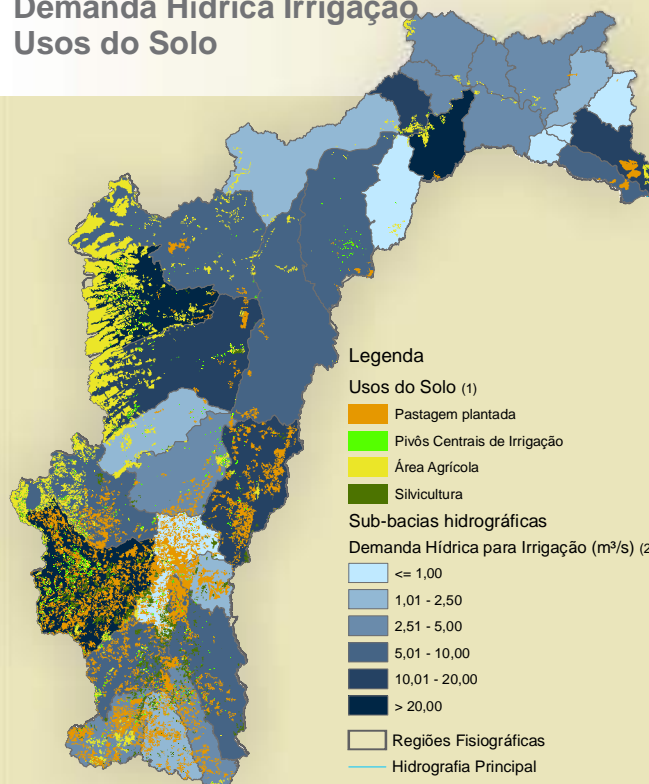 Demanda Hídrica Irrigação
Usos do Solo
Legenda
Usos do Solo (1)
Pastagem plantada
Pivôs Centrais de Irrigação
Área Agrícola
Silvicultura
Sub-bacias hidrográficas
Demanda Hídrica para Irrigação (m³/s) (2
<= 1,00
1,01 - 2,50
2,51 - 5,00
5,01 - 10,00
10,01 - 20,00
> 20,00
Regiões Fisiográficas
Hidrografia Principal